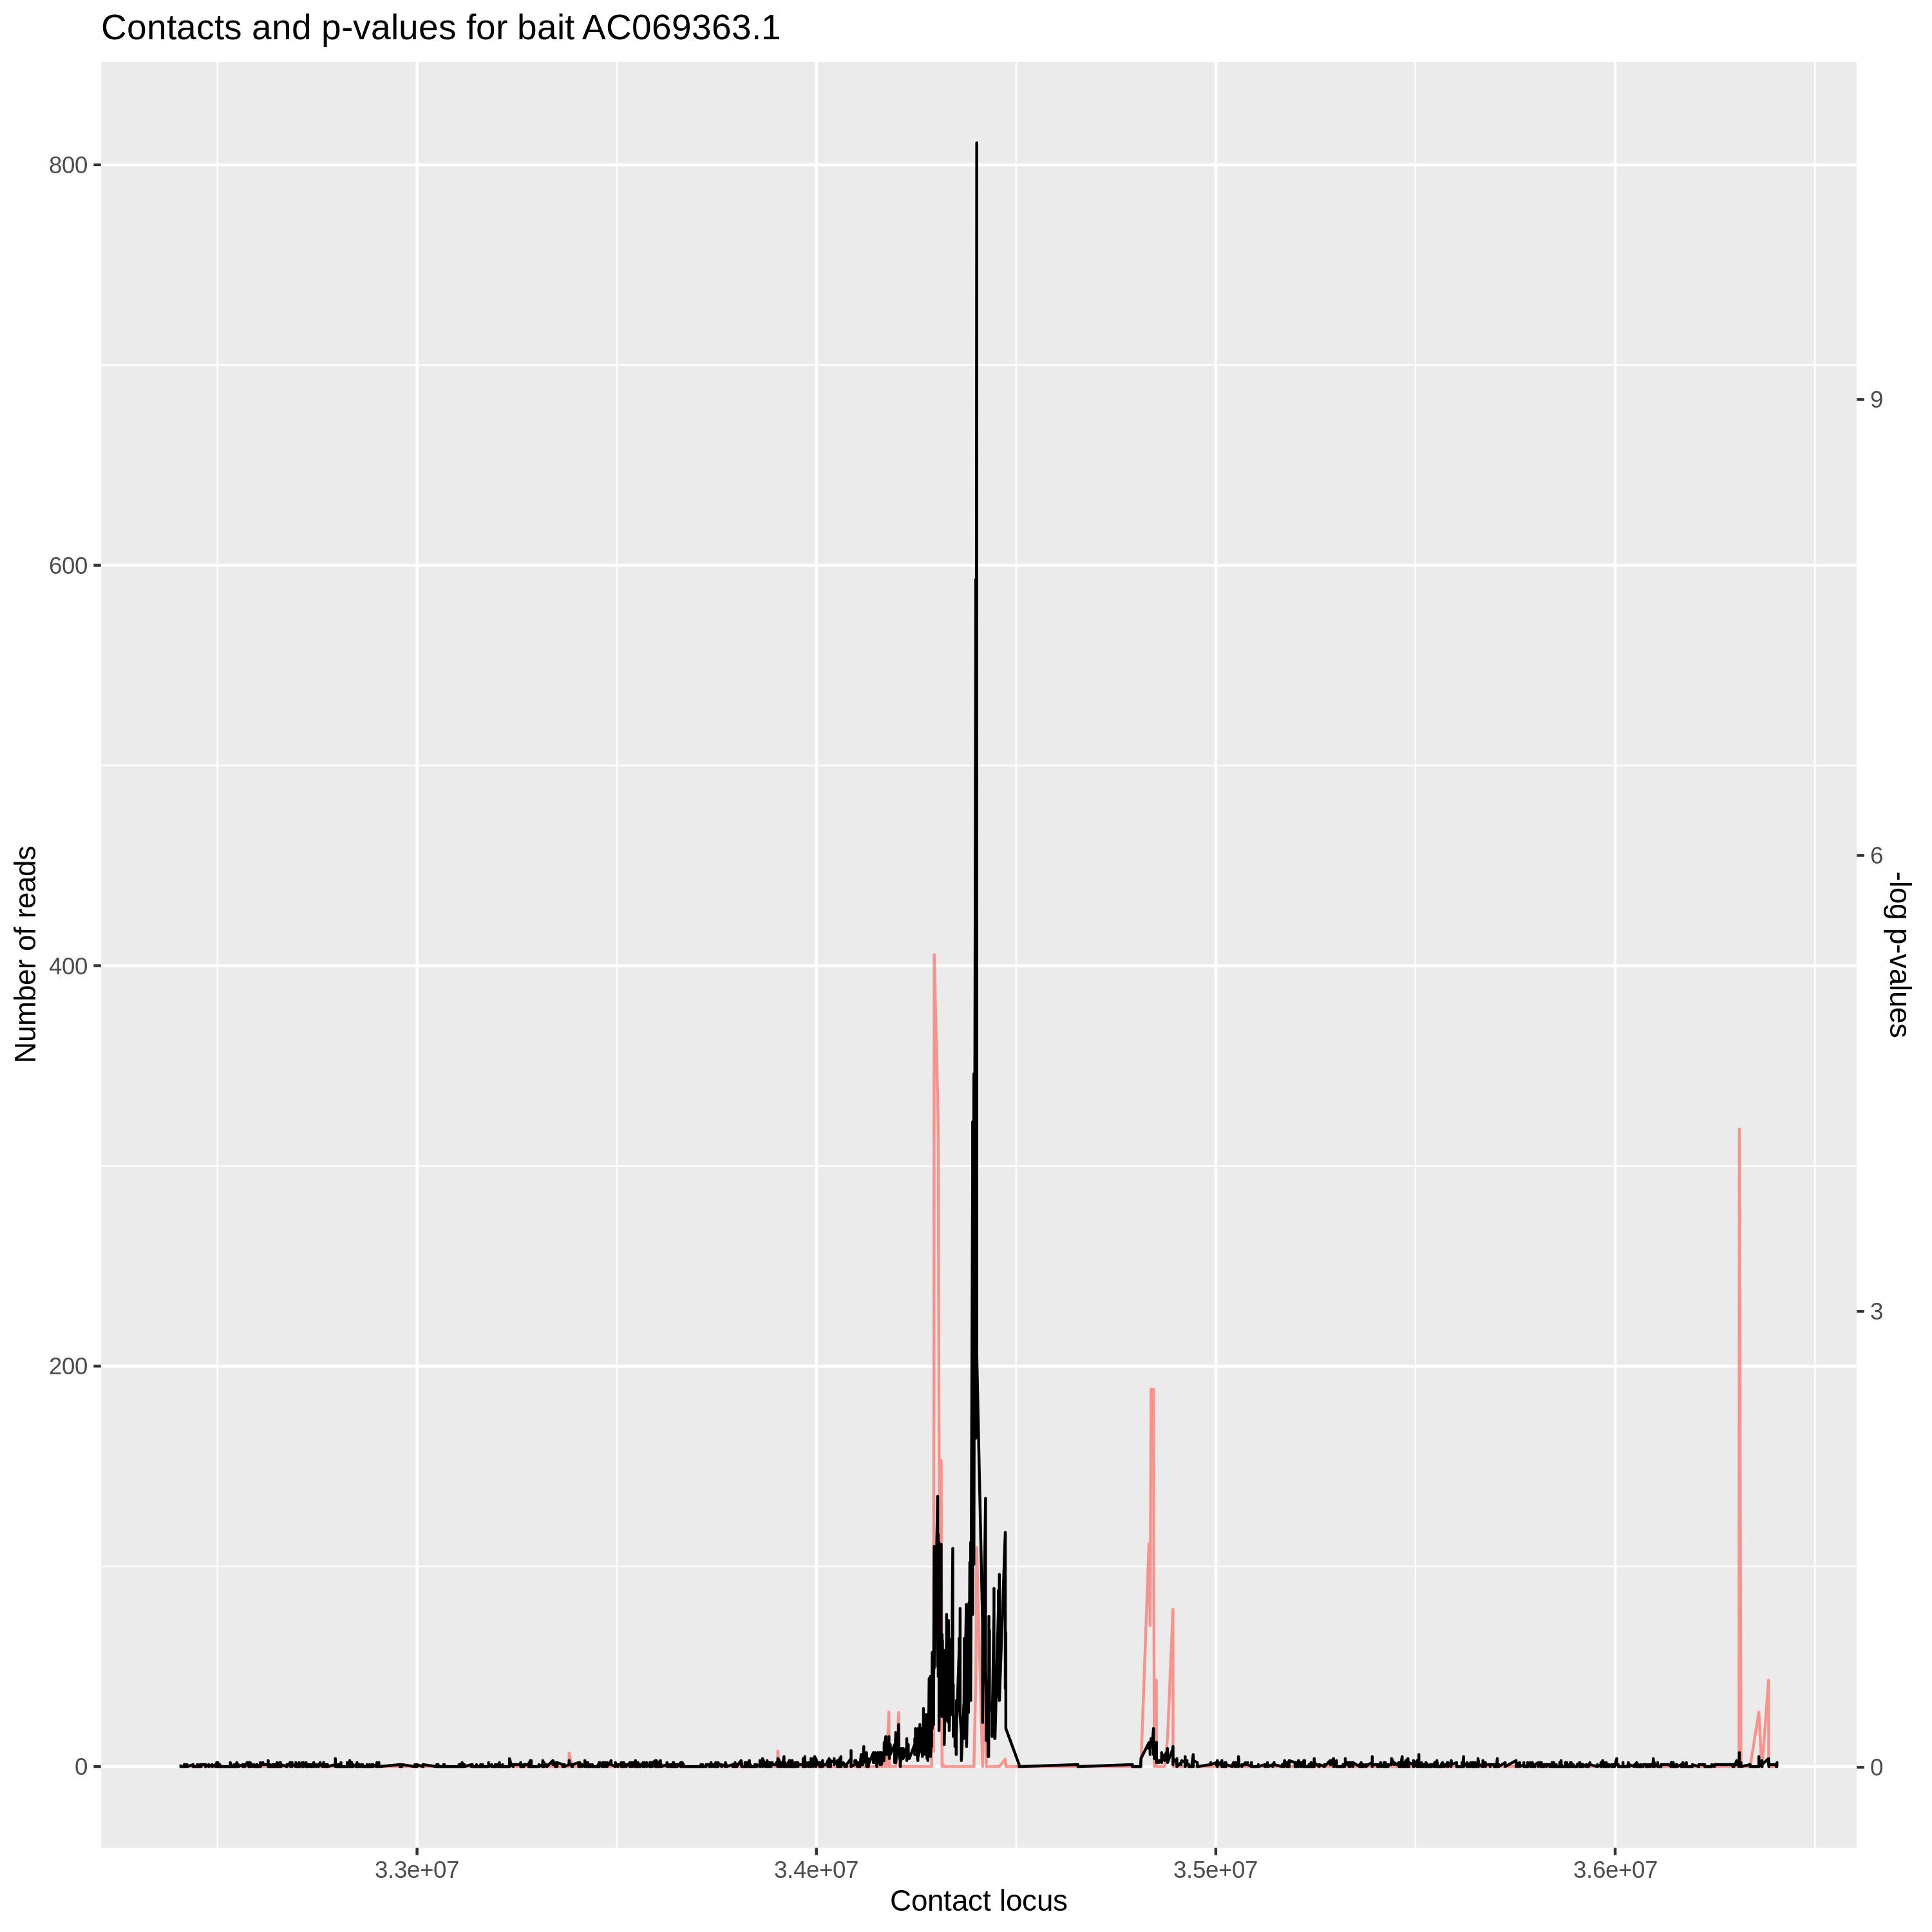 Contacts and p-values for bait AC069363.1
800
600
400
200
0
Number of reads
9
6
3
0
-log p-values
3.3e+07
3.4e+07
3.5e+07
3.6e+07
Contact locus